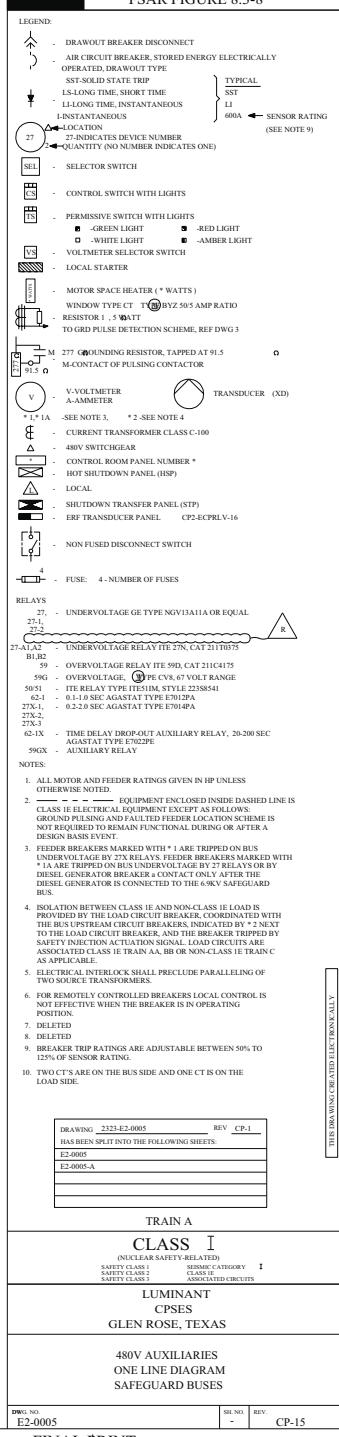 FSAR FIGURE 8.3-8
LEGEND:
- DRAWOUT BREAKER DISCONNECT
- AIR CIRCUIT BREAKER, STORED ENERGY ELECTRICALLY
OPERATED, DRAWOUT TYPE
SST-SOLID STATE TRIP TYPICAL
LS-LONG TIME, SHORT TIME SST
LI-LONG TIME, INSTANTANEOUS LI
I-INSTANTANEOUS 600A SENSOR RATING
(SEE NOTE 9)
LOCATION
27 27-INDICATES DEVICE NUMBER
2 QUANTITY (NO NUMBER INDICATES ONE)
SEL - SELECTOR SWITCH
CS - CONTROL SWITCH WITH LIGHTS
TS - PERMISSIVE SWITCH WITH LIGHTS
-GREEN LIGHT -RED LIGHT
-WHITE LIGHT -AMBER LIGHT
VS - VOLTMETER SELECTOR SWITCH
- LOCAL STARTER
* WATTS - MOTOR SPACE HEATER ( * WATTS )
WINDOW TYPE CT TYPE BYZ 50/5 AMP RATIO
- RESISTOR 1 Ω, 5 WATT
TO GRD PULSE DETECTION SCHEME, REF DWG 3
277 M 277 GROUNDING RESISTOR, TAPPED AT 91.5 Ω
- M-CONTACT OF PULSING CONTACTOR
91.5 Ω
V - V-VOLTMETER TRANSDUCER (XD)
A-AMMETER
* 1,* 1A -SEE NOTE 3, * 2 -SEE NOTE 4
- CURRENT TRANSFORMER CLASS C-100
- 480V SWITCHGEAR
* - CONTROL ROOM PANEL NUMBER *
- HOT SHUTDOWN PANEL (HSP)
L - LOCAL
- SHUTDOWN TRANSFER PANEL (STP)
- ERF TRANSDUCER PANEL CP2-ECPRLV-16
- NON FUSED DISCONNECT SWITCH
4
- FUSE: 4 - NUMBER OF FUSES
RELAYS
27, - UNDERVOLTAGE GE TYPE NGV13A11A OR EQUAL
27-1,
27-2
R
27-A1,A2 - UNDERVOLTAGE RELAY ITE 27N, CAT 211T0375
B1,B2
59 - OVERVOLTAGE RELAY ITE 59D, CAT 211C4175
59G - OVERVOLTAGE, TYPE CV8, 67 VOLT RANGE
50/51 - ITE RELAY TYPE ITE51IM, STYLE 223S8541
62-1 - 0.1-1.0 SEC AGASTAT TYPE E7012PA
27X-1, - 0.2-2.0 SEC AGASTAT TYPE E7014PA
27X-2,
27X-3
62-1X - TIME DELAY DROP-OUT AUXILIARY RELAY, 20-200 SEC
AGASTAT TYPE E7022PE
59GX - AUXILIARY RELAY
NOTES:
1. ALL MOTOR AND FEEDER RATINGS GIVEN IN HP UNLESS
OTHERWISE NOTED.
2. EQUIPMENT ENCLOSED INSIDE DASHED LINE IS
CLASS 1E ELECTRICAL EQUIPMENT EXCEPT AS FOLLOWS:
GROUND PULSING AND FAULTED FEEDER LOCATION SCHEME IS
NOT REQUIRED TO REMAIN FUNCTIONAL DURING OR AFTER A
DESIGN BASIS EVENT.
3. FEEDER BREAKERS MARKED WITH * 1 ARE TRIPPED ON BUS
UNDERVOLTAGE BY 27X RELAYS. FEEDER BREAKERS MARKED WITH
* 1A ARE TRIPPED ON BUS UNDERVOLTAGE BY 27 RELAYS OR BY
DIESEL GENERATOR BREAKER a CONTACT ONLY AFTER THE
DIESEL GENERATOR IS CONNECTED TO THE 6.9KV SAFEGUARD
BUS.
4. ISOLATION BETWEEN CLASS 1E AND NON-CLASS 1E LOAD IS
PROVIDED BY THE LOAD CIRCUIT BREAKER, COORDINATED WITH
THE BUS UPSTREAM CIRCUIT BREAKERS, INDICATED BY * 2 NEXT
TO THE LOAD CIRCUIT BREAKER, AND THE BREAKER TRIPPED BY
SAFETY INJECTION ACTUATION SIGNAL. LOAD CIRCUITS ARE
ASSOCIATED CLASS 1E TRAIN AA, BB OR NON-CLASS 1E TRAIN C
AS APPLICABLE.
5. ELECTRICAL INTERLOCK SHALL PRECLUDE PARALLELING OF
TWO SOURCE TRANSFORMERS.
6. FOR REMOTELY CONTROLLED BREAKERS LOCAL CONTROL IS
NOT EFFECTIVE WHEN THE BREAKER IS IN OPERATING
POSITION.
7. DELETED
8. DELETED
9. BREAKER TRIP RATINGS ARE ADJUSTABLE BETWEEN 50% TO
125% OF SENSOR RATING.
10. TWO CT'S ARE ON THE BUS SIDE AND ONE CT IS ON THE
LOAD SIDE.
THIS DRAWING CREATED ELECTRONICALLY
DRAWING 2323-E2-0005 REV CP-1
HAS BEEN SPLIT INTO THE FOLLOWING SHEETS:
E2-0005
E2-0005-A
TRAIN A
CLASS I
(NUCLEAR SAFETY-RELATED)
SAFETY CLASS 1 SEISMIC CATEGORY I
SAFETY CLASS 2 CLASS 1E
SAFETY CLASS 3 ASSOCIATED CIRCUITS
LUMINANT
CPSES
GLEN ROSE, TEXAS
480V AUXILIARIES
ONE LINE DIAGRAM
SAFEGUARD BUSES
DWG. NO. SH. NO. REV.
E2-0005 - CP-15